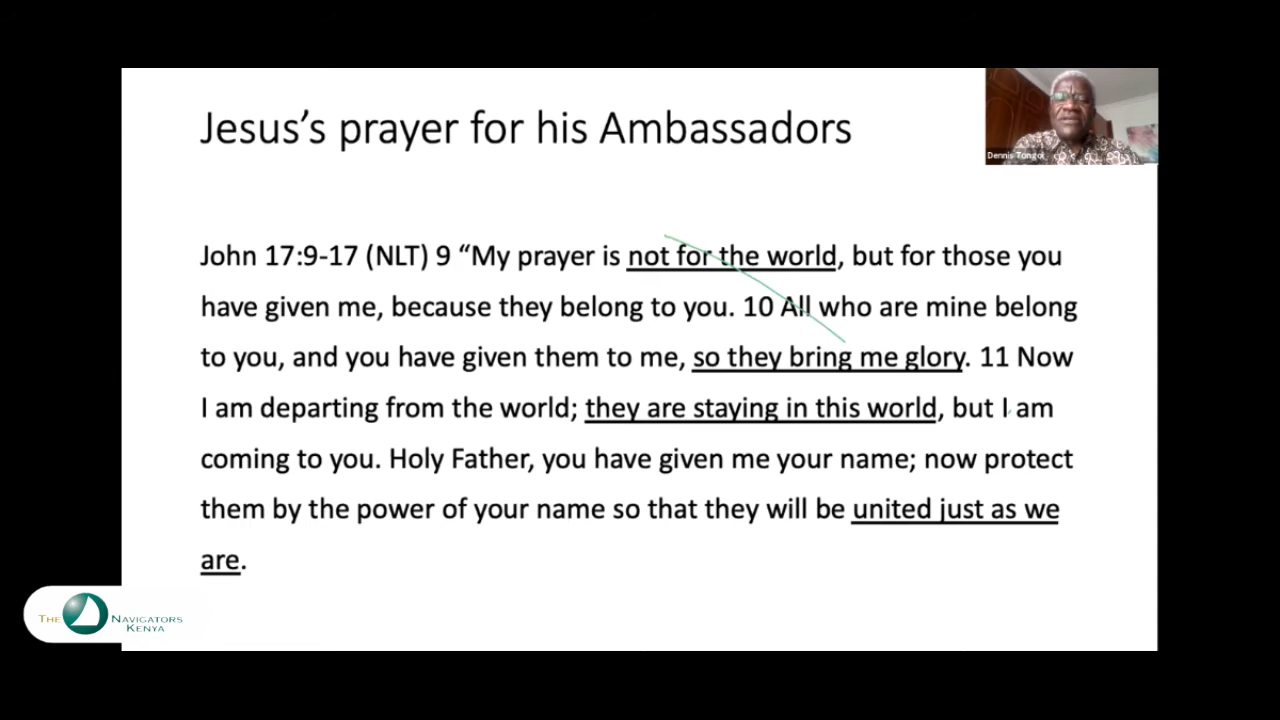 Jesus’s prayer for his Ambassadors
Dennis Tongoi
John 17:9-17 (NLT) 9 “My prayer is not for the world, but for those you
have given me, because they belong to you. 10 All who are mine belong
to you, and you have given them to me, so they bring me glory. 11 Now
I am departing from the world; they are staying in this world, but I am
coming to you. Holy Father, you have given me your name; now protect
them by the power of your name so that they will be united just as we
are.
THE NAVIGATORS
KENYA